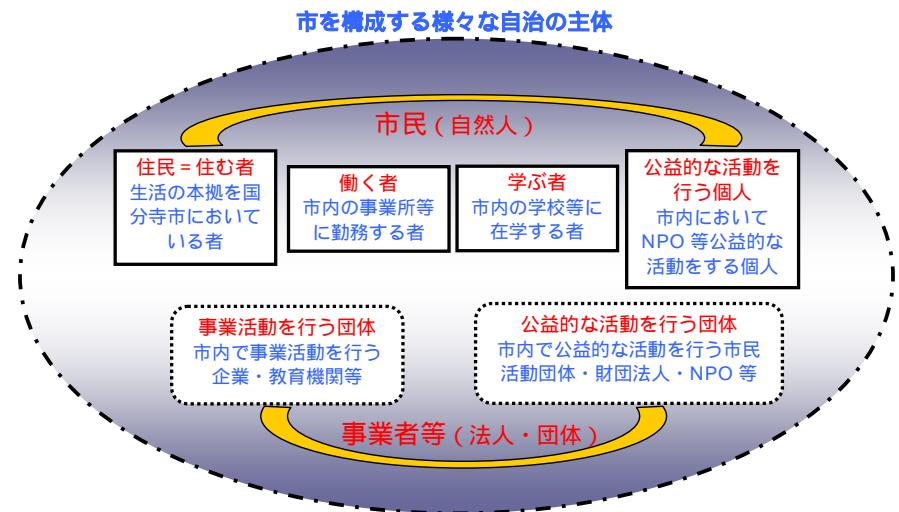 市を構成する様々な自治の主体
市民（自然人）
住民＝住む者
生活の本拠を国
分寺市において
いる者
働く者
市内の事業所等
に勤務する者
学ぶ者
市内の学校等に
在学する者
公益的な活動を
行う個人
市内において
NPO 等公益的な
活動をする個人
事業活動を行う団体
市内で事業活動を行う
企業・教育機関等
公益的な活動を行う団体
市内で公益的な活動を行う市民
活動団体・財団法人・NPO 等
事業者等（法人・団体）